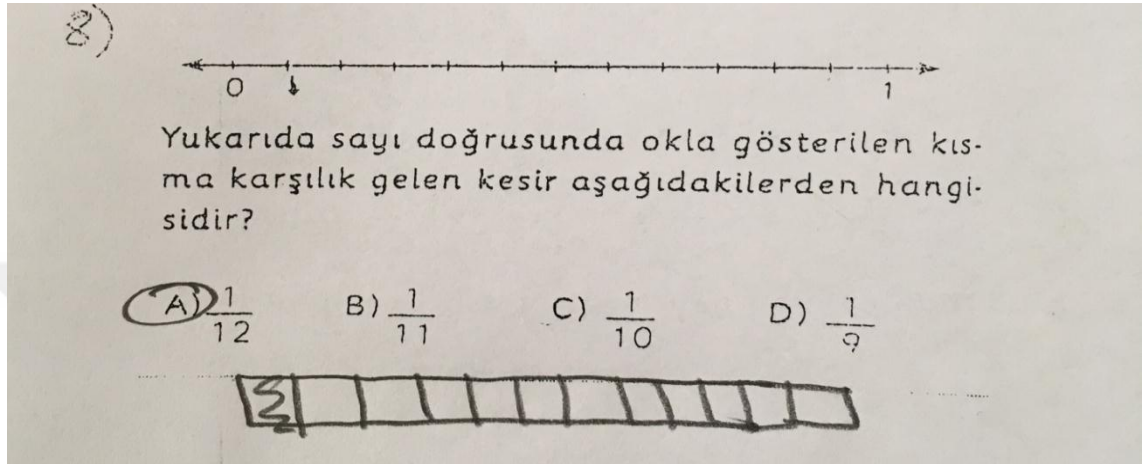 8)
0 1
Yukarıda sayı doğrusunda okla gösterilen kıs-
ma karşılık gelen kesir aşağıdakilerden hangi-
sidir?
A) 1/12 B) 1/11 C) 1/10 D) 1/9